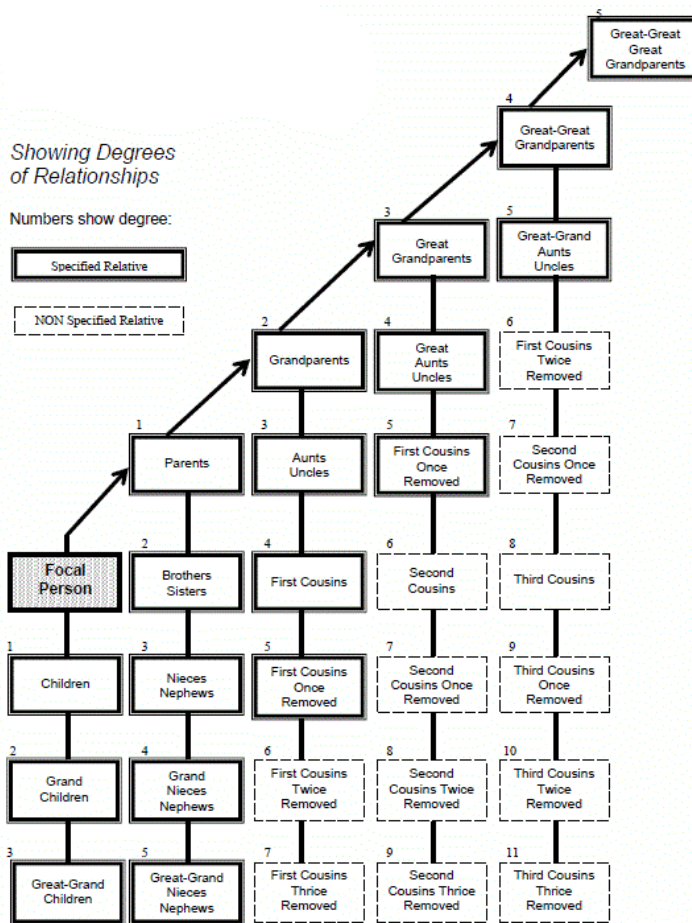 5
Great-Great
Great
Grandparents
4
Great-Great
Grandparents
Showing Degrees
of Relationships
Numbers show degree:
Specified Relative
NON Specified Relative
3
Great
Grandparents
5
Great-Grand
Aunts
Uncles
2
Grandparents
4
Great
Aunts
Uncles
6
First Cousins
Twice
Removed
1
Parents
3
Aunts
Uncles
5
First Cousins
Once
Removed
7
Second
Cousins Once
Removed
Focal
Person
2
Brothers
Sisters
4
First Cousins
6
Second
Cousins
8
Third Cousins
1
Children
3
Nieces
Nephews
5
First Cousins
Once
Removed
7
Second
Cousins Once
Removed
9
Third Cousins
Once
Removed
2
Grand
Children
4
Grand
Nieces
Nephews
6
First Cousins
Twice
Removed
8
Second
Cousins Twice
Removed
10
Third Cousins
Twice
Removed
3
Great-Grand
Children
5
Great-Grand
Nieces
Nephews
7
First Cousins
Thrice
Removed
9
Second
Cousins Thrice
Removed
11
Third Cousins
Thrice
Removed